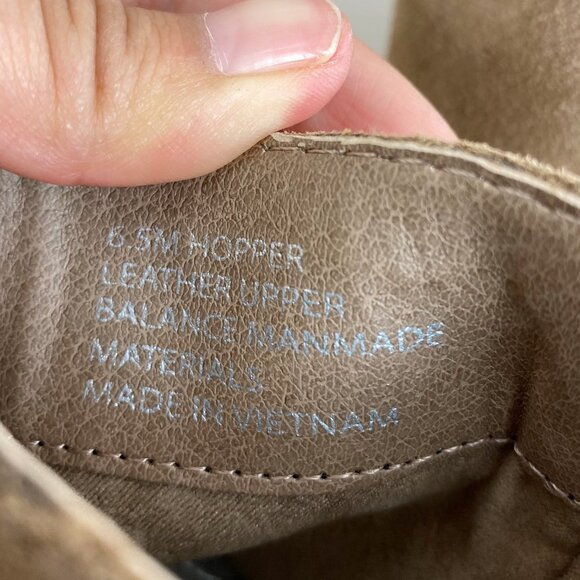 6.5M HOPPER
LEATHER UPPER
BALANCE MANMADE
MATERIALS
MADE IN VIETNAM